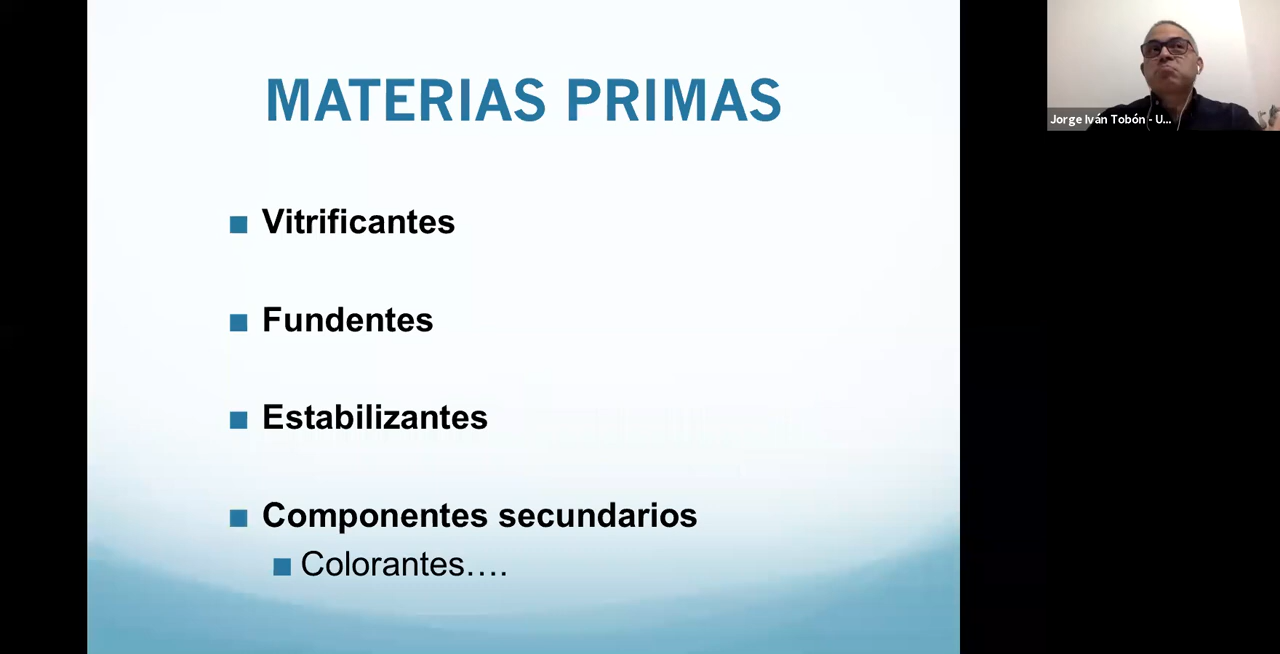 MATERIAS PRIMAS
Vitrificantes
Fundentes
Estabilizantes
Componentes secundarios
Colorantes….
Jorge Iván Tobón - U...